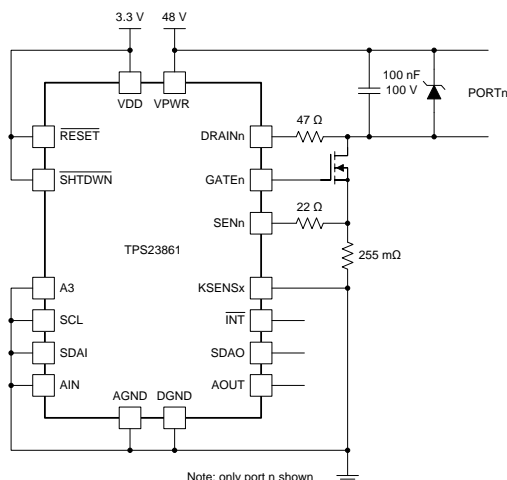 3.3 V
48 V
VDD
VPWR
100 nF
100 V
PORTn
RESET
DRAINn
47 Ω
SHTDWN
GATEn
SENn
22 Ω
TPS23861
255 mΩ
A3
KSENSx
SCL
INT
SDAI
SDAO
AIN
AOUT
AGND
DGND
Note: only port n shown